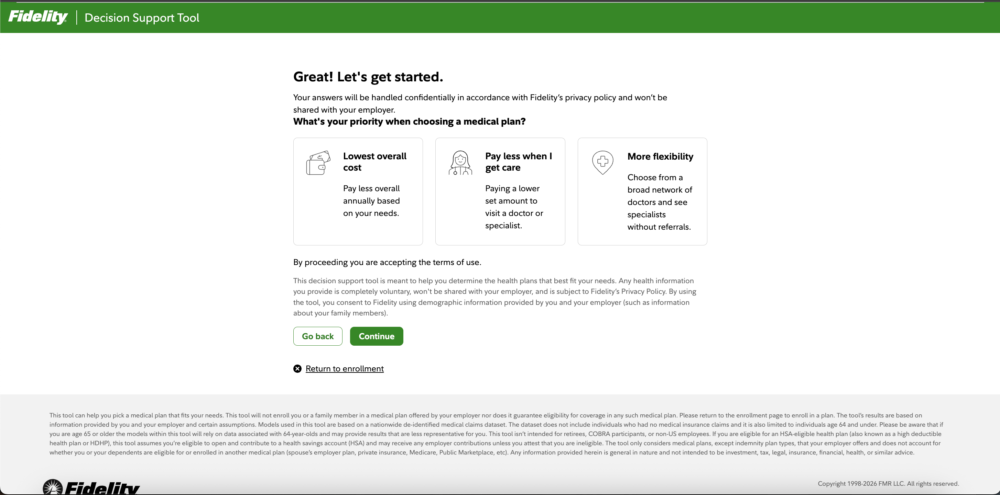 Fidelity | Decision Support Tool
Great! Let's get started.
Your answers will be handled confidentially in accordance with Fidelity’s privacy policy and won’t be
shared with your employer.
What's your priority when choosing a medical plan?
Lowest overall
cost
Pay less overall
annually based
on your needs.
Pay less when I
get care
Paying a lower
set amount to
visit a doctor or
specialist.
More flexibility
Choose from a
broad network of
doctors and see
specialists
without referrals.
By proceeding you are accepting the terms of use.
This decision support tool is meant to help you determine the health plans that best fit your needs. Any health information
you provide is completely voluntary, won't be shared with your employer, and is subject to Fidelity’s Privacy Policy. By using
the tool, you consent to Fidelity using demographic information provided by you and your employer (such as information
about your family members).
Go back
Continue
Return to enrollment
This tool can help you pick a medical plan that fits your needs. This tool will not enroll you or a family member in a medical plan offered by your employer nor does it guarantee eligibility for coverage in any such medical plan. Please return to the enrollment page to enroll in a plan. The tool’s results are based on
information provided by you and your employer and certain assumptions. Models used in this tool are based on a nationwide de-identified medical claims dataset. The dataset does not include individuals who had no medical insurance claims and it is also limited to individuals age 64 and under. Please be aware that if
you are age 65 or older the models within this tool will rely on data associated with 64-year-olds and may provide results that are less representative for you. This tool isn’t intended for retirees, COBRA participants, or non-US employees. If you are eligible for an HSA-eligible health plan (also known as a high deductible
health plan or HDHP), this tool assumes you’re eligible to open and contribute to a health savings account (HSA) and may receive any employer contributions unless you attest that you are ineligible. The tool only considers medical plans, except indemnity plan types, that your employer offers and does not account for
whether you or your dependents are eligible for or enrolled in another medical plan (spouse’s employer plan, private insurance, Medicare, Public Marketplace, etc). Any information provided herein is general in nature and not intended to be investment, tax, legal, insurance, financial, health, or similar advice.
Fidelity
Copyright 1998-2026 FMR LLC. All rights reserved.